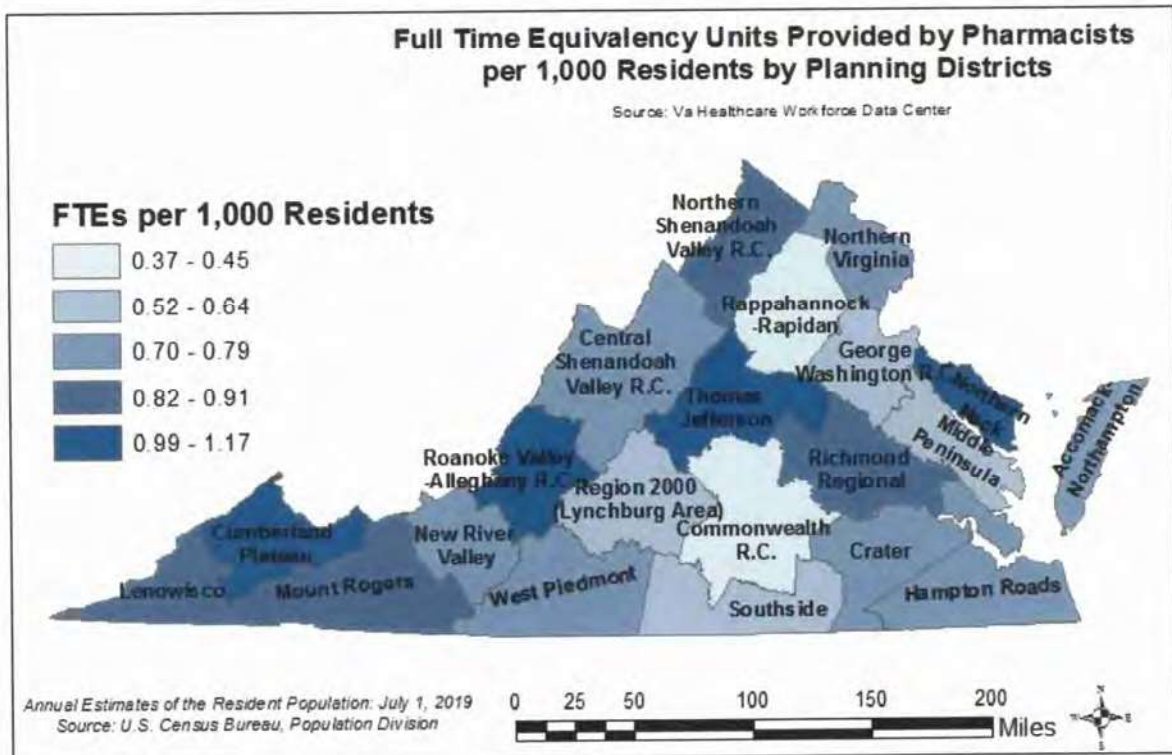 Full Time Equivalency Units Provided by Pharmacists
per 1,000 Residents by Planning Districts
Source: Va Healthcare Workforce Data Center
FTEs per 1,000 Residents
0.37 - 0.45
0.52 - 0.64
0.70 - 0.79
0.82 - 0.91
0.99 - 1.17
Northern
Shenandoah
Valley R.C.
Northern
Virginia
Rappahannock
-Rapidan
Central
Shenandoah
Valley R.C.
George
Washington R.C.
Northern
Neck
Thomas
Jefferson
Middle
Peninsula
Accomack-
Northampton
Roanoke Valley
-Alleghany R.C.
Richmond
Regional
Region 2000
(Lynchburg Area)
Commonwealth
R.C.
Cumberland
Plateau
New River
Valley
Crater
Lenowisco
Mount Rogers
West Piedmont
Southside
Hampton Roads
Annual Estimates of the Resident Population: July 1, 2019
Source: U.S. Census Bureau, Population Division
0 25 50 100 150 200
Miles
N
W E
S